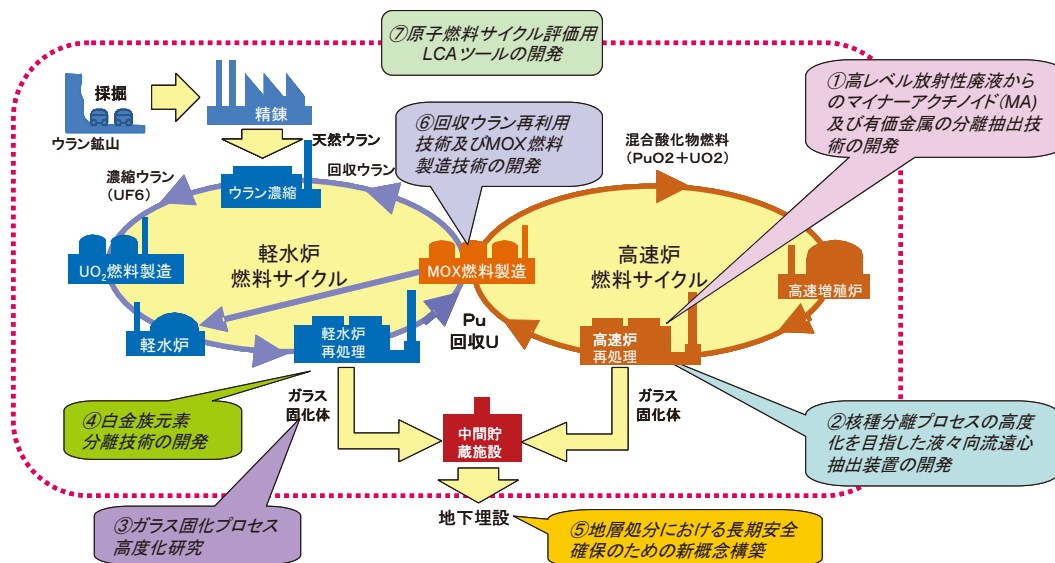 ⑦原子燃料サイクル評価用
LCAツールの開発
採掘
ウラン鉱山
精錬
天然ウラン
回収ウラン
濃縮ウラン
(UF6)
ウラン濃縮
⑥回収ウラン再利用
技術及びMOX燃料
製造技術の開発
混合酸化物燃料
(PuO2+UO2)
①高レベル放射性廃液から
のマイナーアクチノイド(MA)
及び有価金属の分離抽出技
術の開発
UO2燃料製造
軽水炉
燃料サイクル
MOX燃料製造
高速炉
燃料サイクル
高速増殖炉
軽水炉
軽水炉
再処理
Pu
回収U
高速炉
再処理
ガラス
固化体
ガラス
固化体
④白金族元素
分離技術の開発
中間貯
蔵施設
②核種分離プロセスの高度
化を目指した液々向流遠心
抽出装置の開発
③ガラス固化プロセス
高度化研究
地下埋設
⑤地層処分における長期安全
確保のための新概念構築